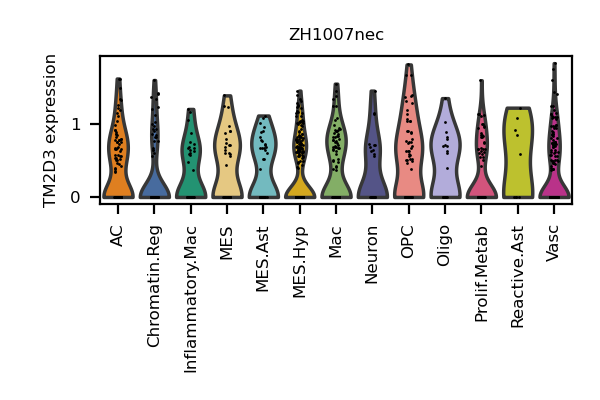 ZH1007nec
TM2D3 expression
1
0
AC
Chromatin.Reg
Inflammatory.Mac
MES
MES.Ast
MES.Hyp
Mac
Neuron
OPC
Oligo
Prolif.Metab
Reactive.Ast
Vasc